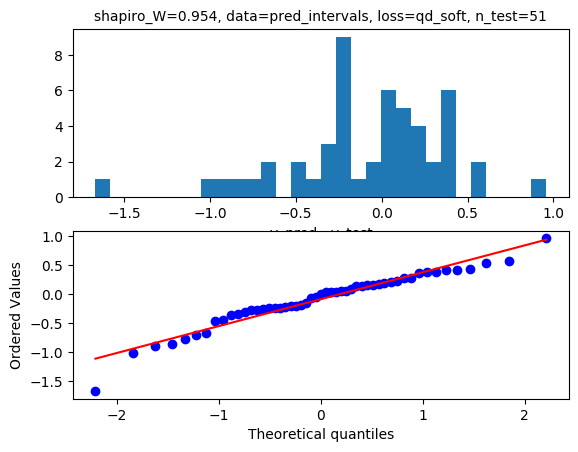 shapiro_W=0.954, data=pred_intervals, loss=qd_soft, n_test=51
8
6
4
2
0
−1.5 −1.0 −0.5 0.0 0.5 1.0
1.0
0.5
0.0
−0.5
−1.0
−1.5
Ordered Values
−2 −1 0 1 2
Theoretical quantiles